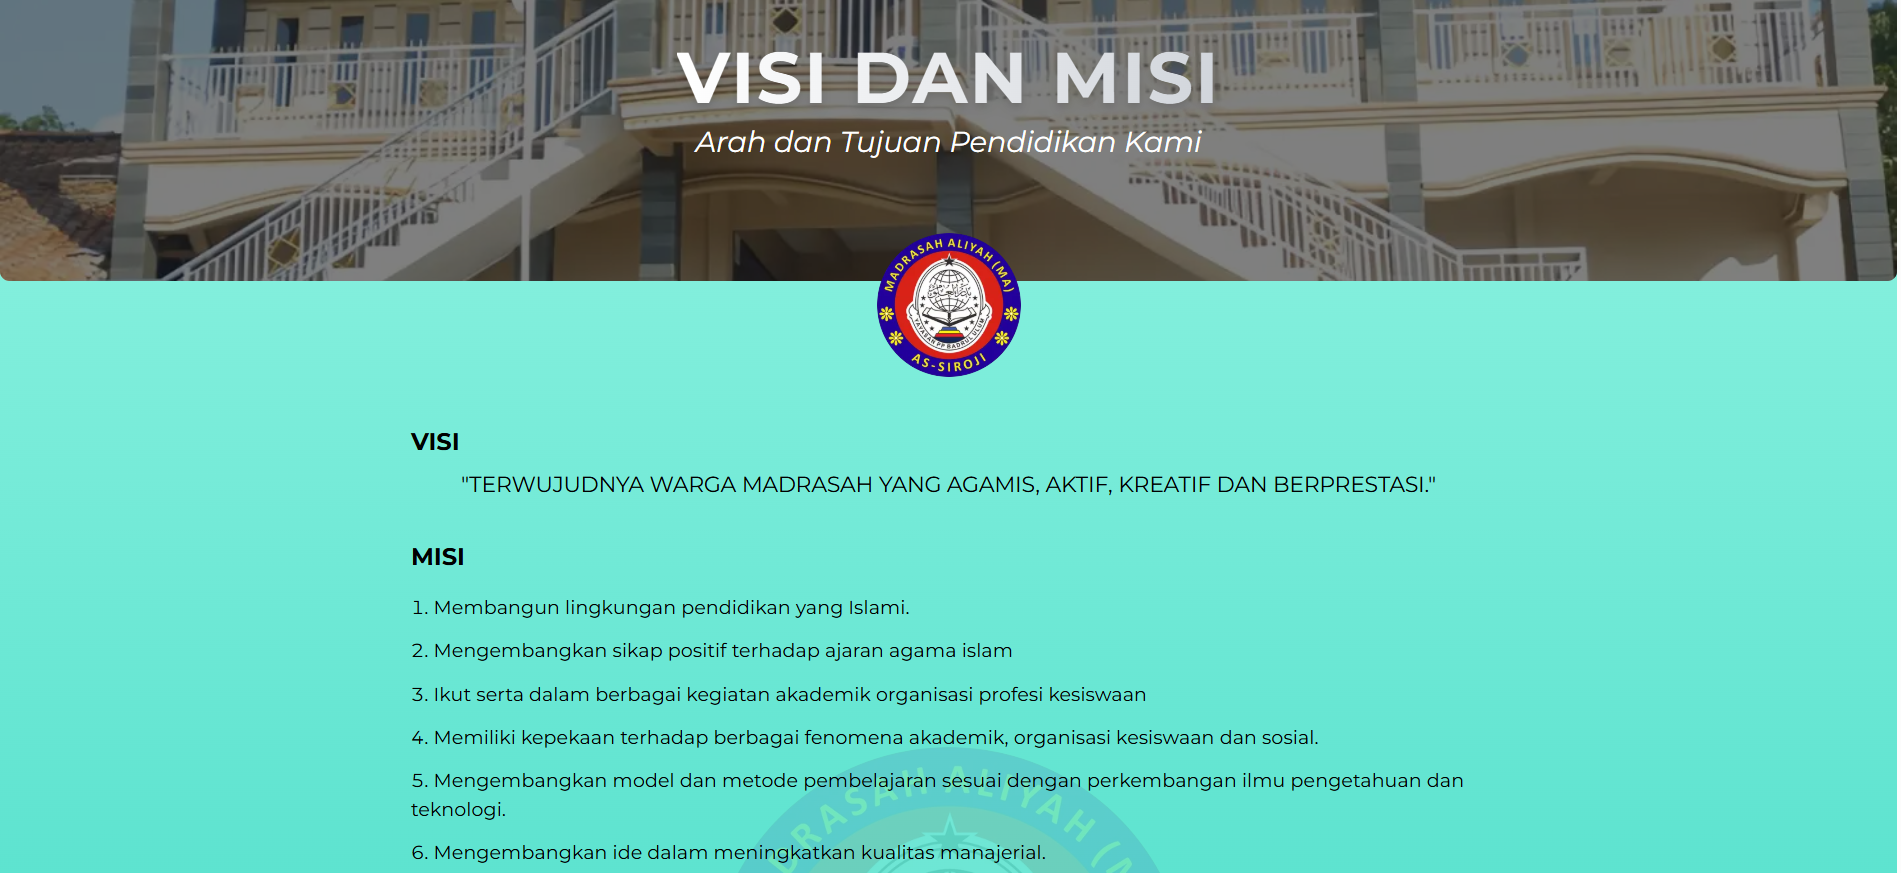 VISI DAN MISI
Arah dan Tujuan Pendidikan Kami
MADRASAH ALIYAH (MA)
YAYASAN PP BADRUL ULUM
AS-SIROJI
VISI
"TERWUJUDNYA WARGA MADRASAH YANG AGAMIS, AKTIF, KREATIF DAN BERPRESTASI."
MISI
1. Membangun lingkungan pendidikan yang Islami.
2. Mengembangkan sikap positif terhadap ajaran agama islam
3. Ikut serta dalam berbagai kegiatan akademik organisasi profesi kesiswaan
4. Memiliki kepekaan terhadap berbagai fenomena akademik, organisasi kesiswaan dan sosial.
5. Mengembangkan model dan metode pembelajaran sesuai dengan perkembangan ilmu pengetahuan dan
teknologi.
6. Mengembangkan ide dalam meningkatkan kualitas manajerial.